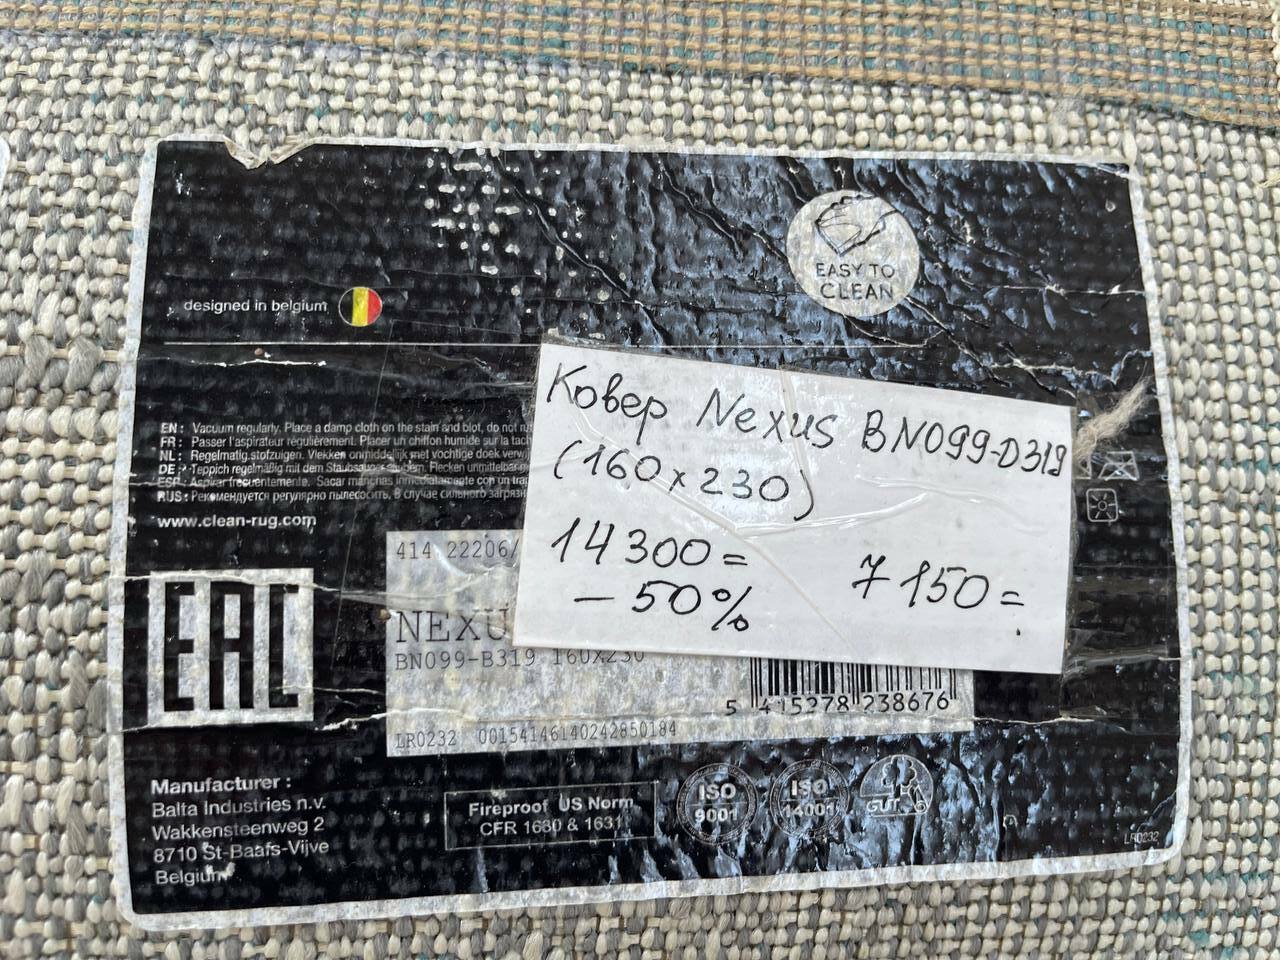 EASY TO
CLEAN
designed in belgium
EN: Vacuum regularly. Place a damp cloth on the stain and blot, do not ru
FR: Passer l'aspirateur régulièrement. Placer un chiffon humide sur la tach
NL: Regelmatig stofzuigen. Vlekken onmiddellijk met vochtige doek verwij
DE: Teppich regelmäßig mit dem Staubsauger Flecken unmittelbar
ESP: Aspirar frecuentemente. Sacar manchas inmediatamente con un trap
RUS: Рекомендуется регулярно пылесосить. В случае сильного загрязн
www.clean-rug.com
Ковер Nexus BN099-D319
(160x230)
14300=
-50%
7150=
EAC
414 22206/
NEXU
BN099-B319 160X230
5 415278 238676
LR0232 00154146140242850184
Manufacturer :
Balta Industries n.v.
Wakkensteenweg 2
8710 St-Baafs-Vijve
Belgium
Fireproof US Norm
CFR 1630 & 1631
ISO
9001
ISO
14001
GUT
LR0232